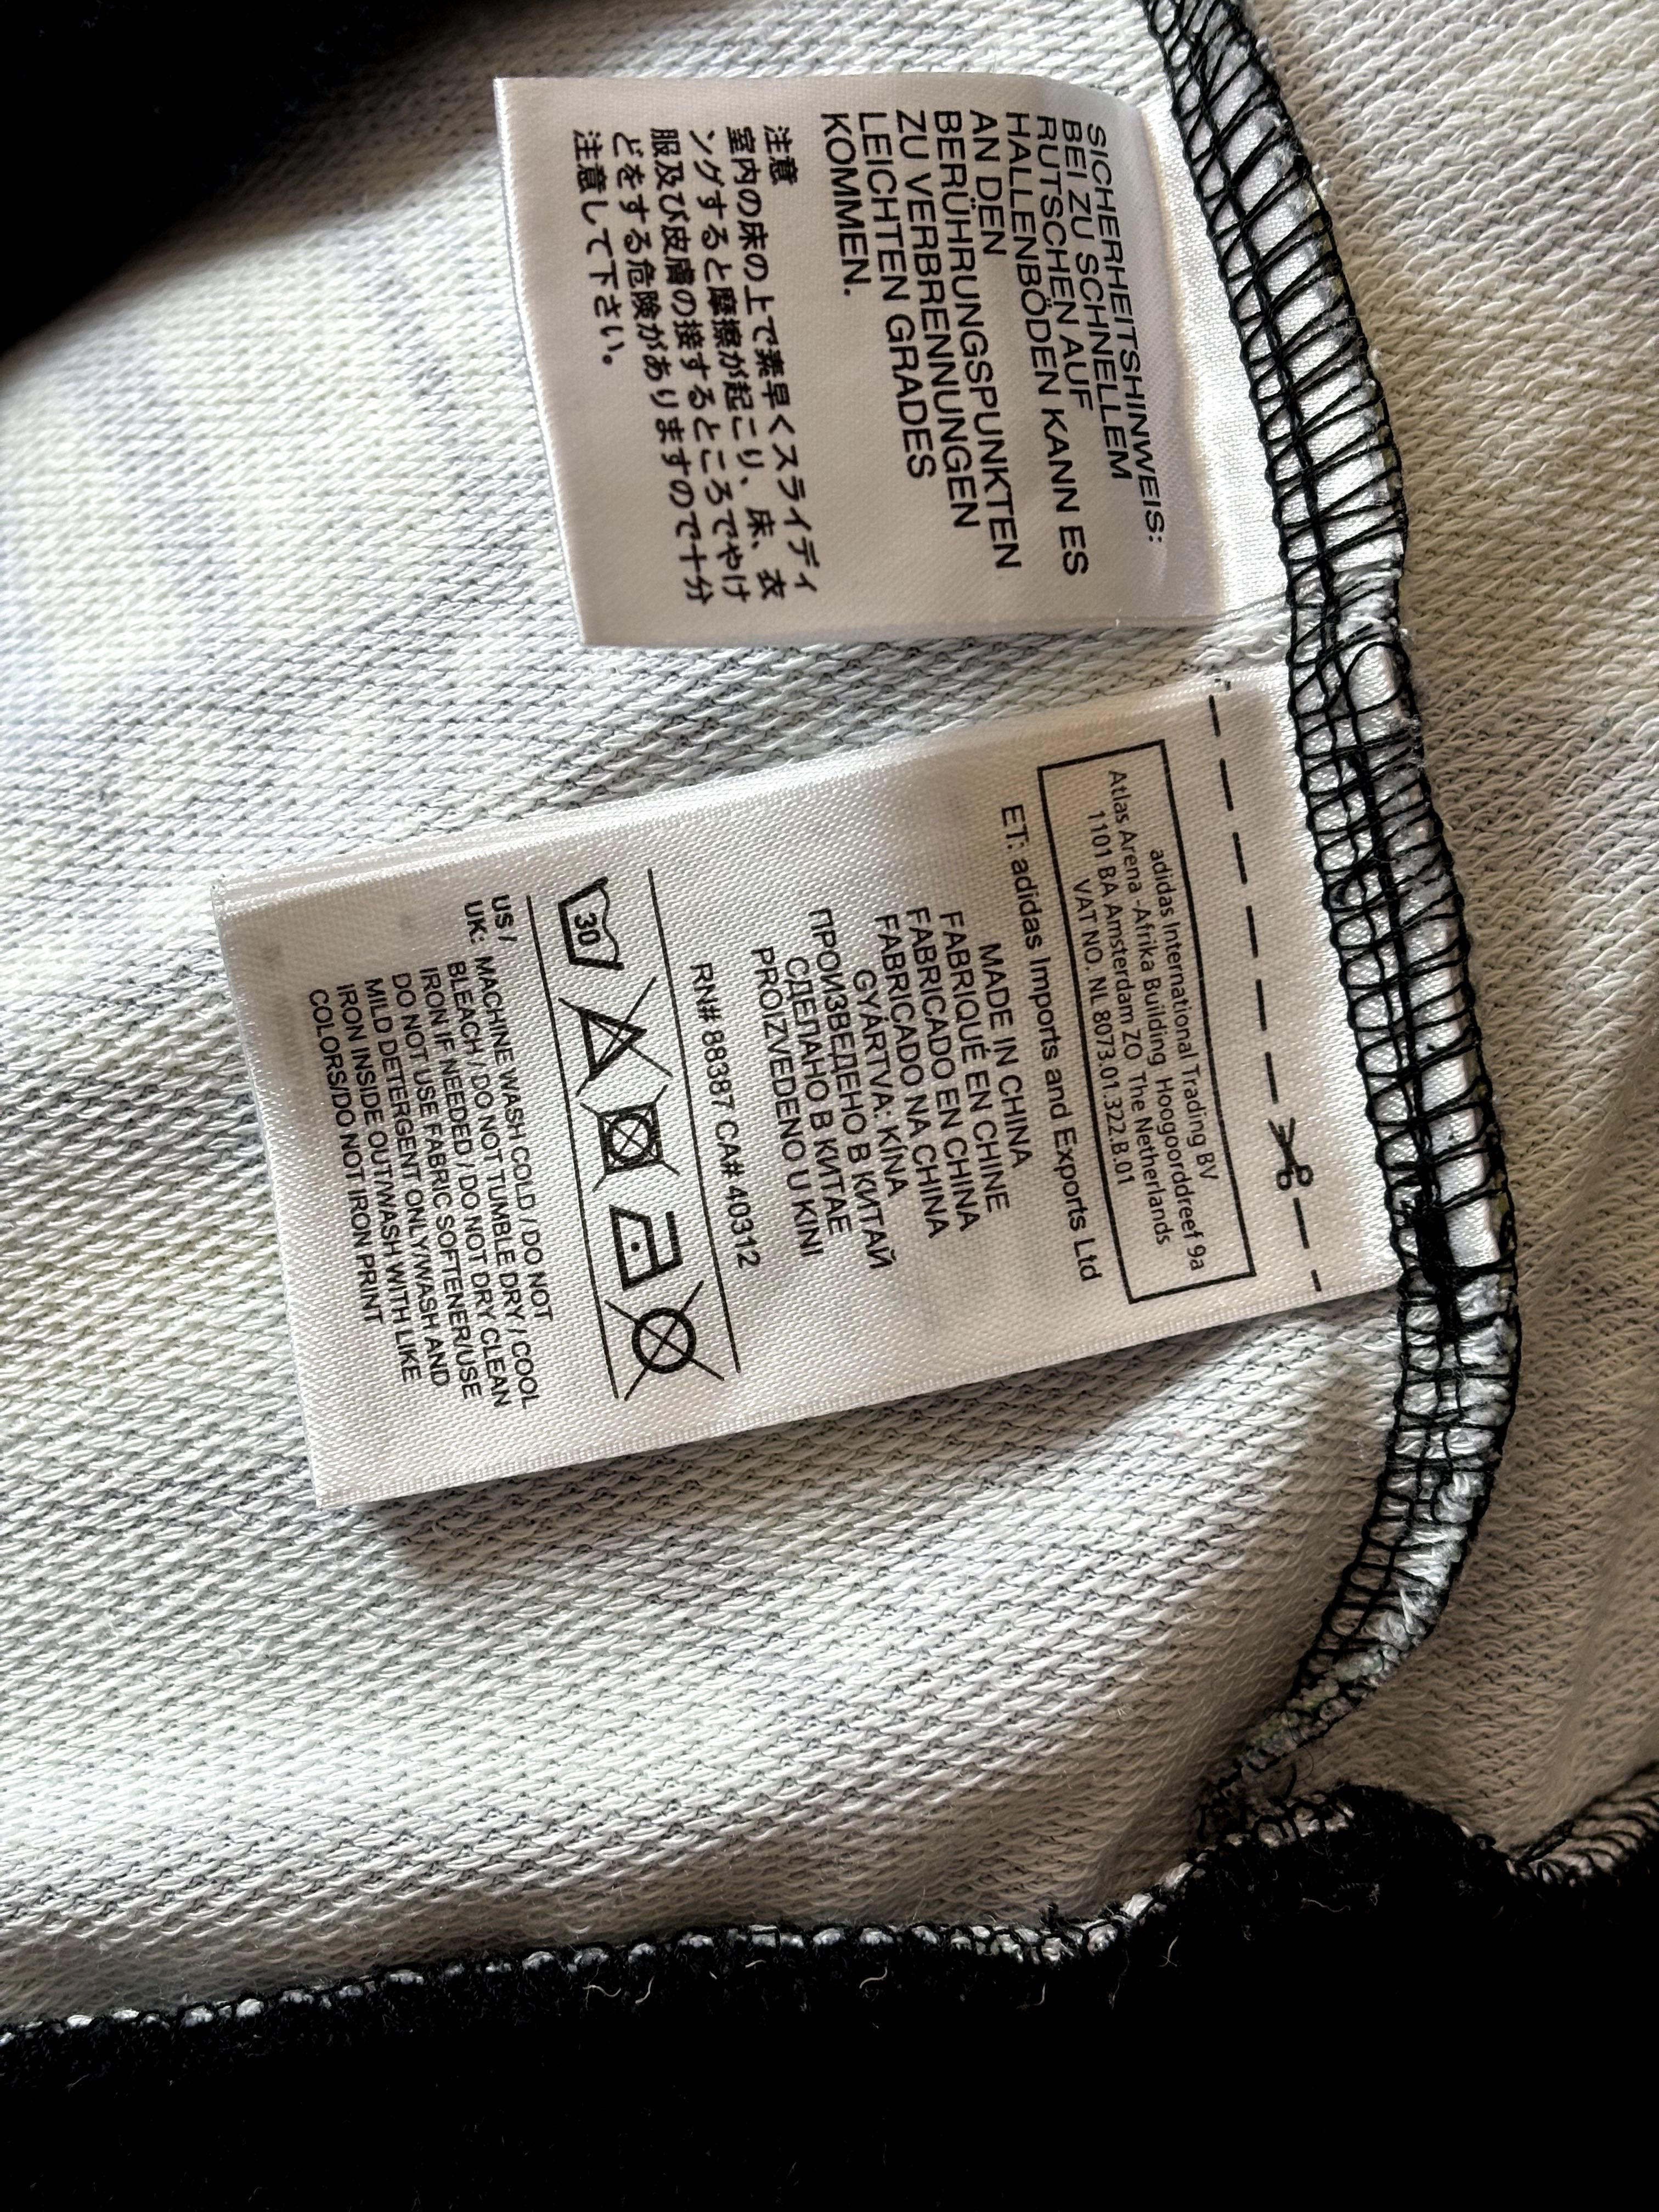 SICHERHEITSHINWEIS:
BEI ZU SCHNELLEM
RUTSCHEN AUF
HALLENBÖDEN KANN ES
AN DEN
BERÜHRUNGSPUNKTEN
ZU VERBRENNUNGEN
LEICHTEN GRADES
KOMMEN.
注意
室内の床の上で素早くスライディ
ングすると摩擦が起こり、床、衣
服及び皮膚の接するところでやけ
どをする危険がありますので十分
注意して下さい。
adidas International Trading BV
Atlas Arena -Afrika Building Hoogoorddreef 9a
1101 BA Amsterdam ZO The Netherlands
VAT NO. NL 8073.01.322.B.01
ET: adidas Imports and Exports Ltd
MADE IN CHINA
FABRIQUÉ EN CHINE
FABRICADO EN CHINA
FABRICADO NA CHINA
GYÁRTVA: KÍNA
ПРОИЗВЕДЕНО В КИТАЙ
СДЕЛАНО В КИТАЕ
PROIZVEDENO U KINI
RN# 88387 CA# 40312
30
US / MACHINE WASH COLD / DO NOT
UK: BLEACH / DO NOT TUMBLE DRY / COOL
IRON IF NEEDED / DO NOT DRY CLEAN
DO NOT USE FABRIC SOFTENER/USE
MILD DETERGENT ONLY/WASH AND
IRON INSIDE OUT/WASH WITH LIKE
COLORS/DO NOT IRON PRINT